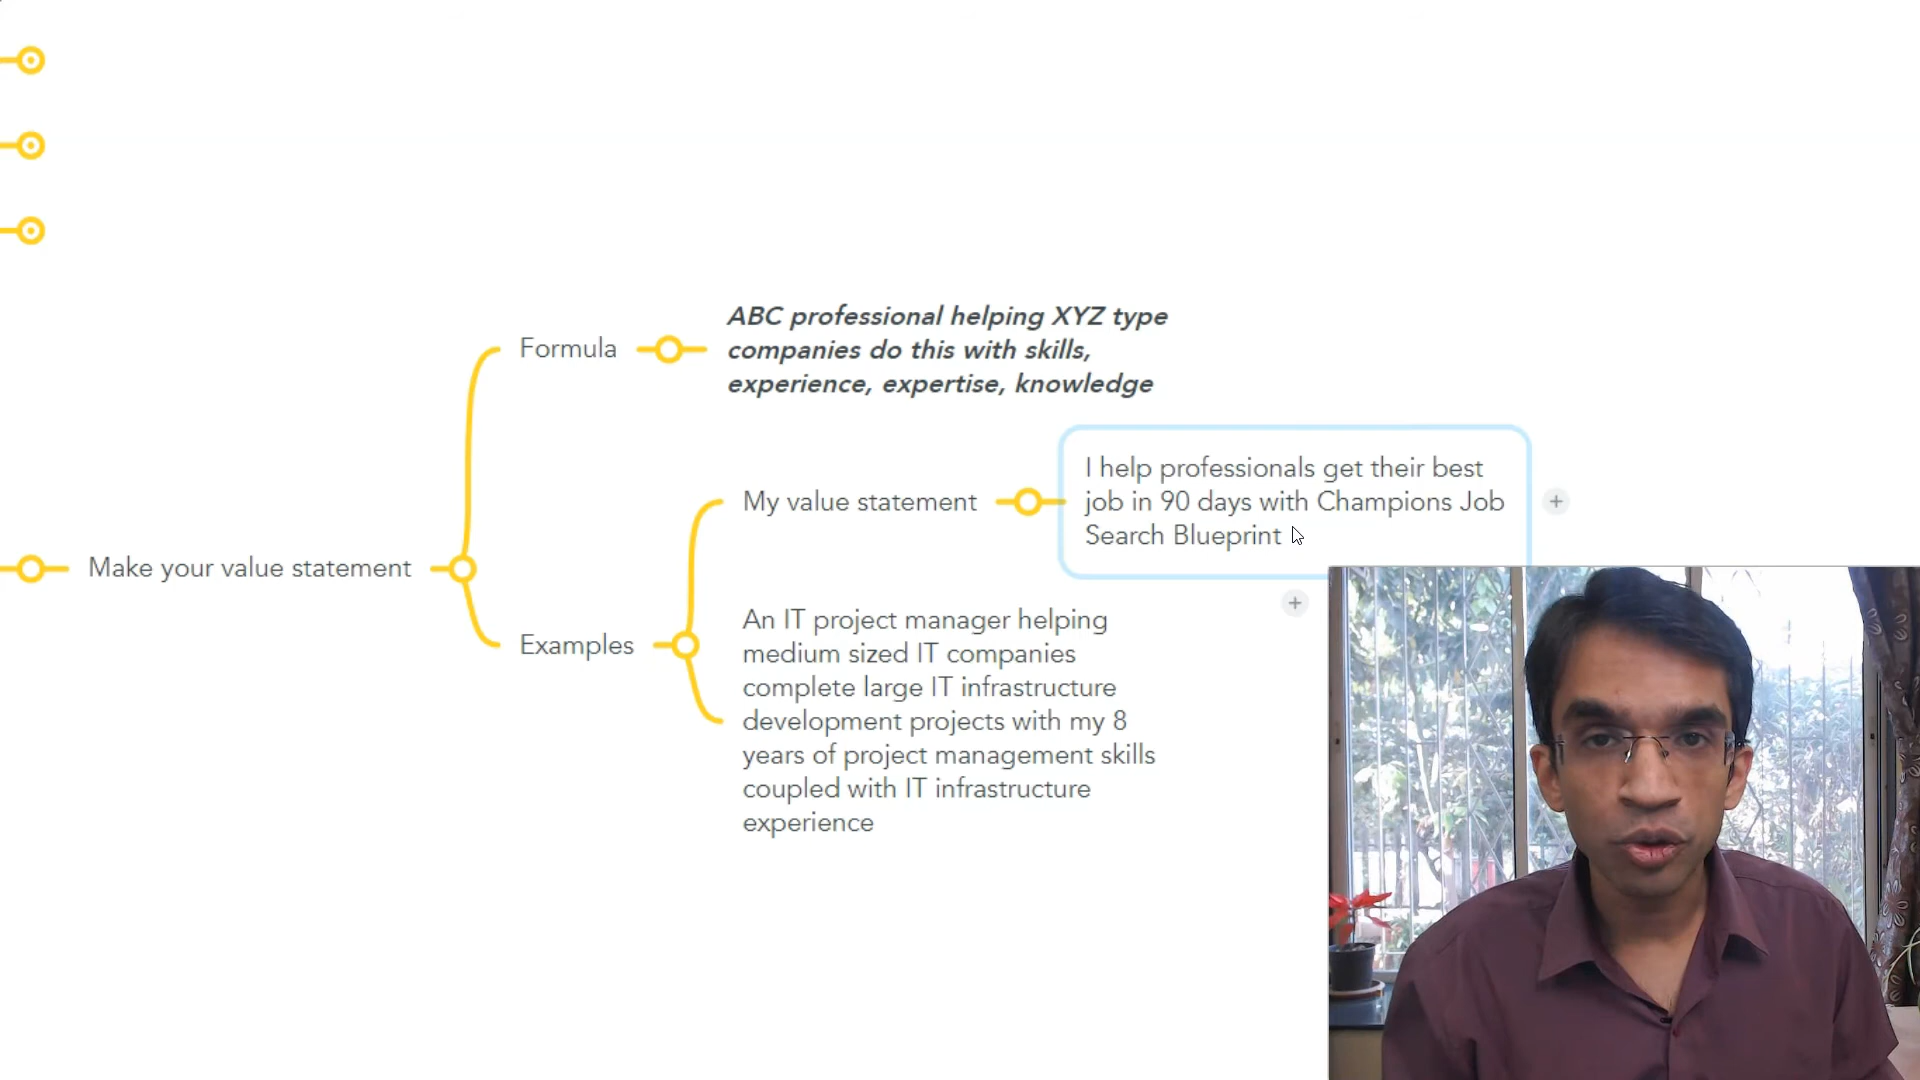 Formula
ABC professional helping XYZ type
companies do this with skills,
experience, expertise, knowledge
My value statement
I help professionals get their best
job in 90 days with Champions Job
Search Blueprint
Make your value statement
Examples
An IT project manager helping
medium sized IT companies
complete large IT infrastructure
development projects with my 8
years of project management skills
coupled with IT infrastructure
experience